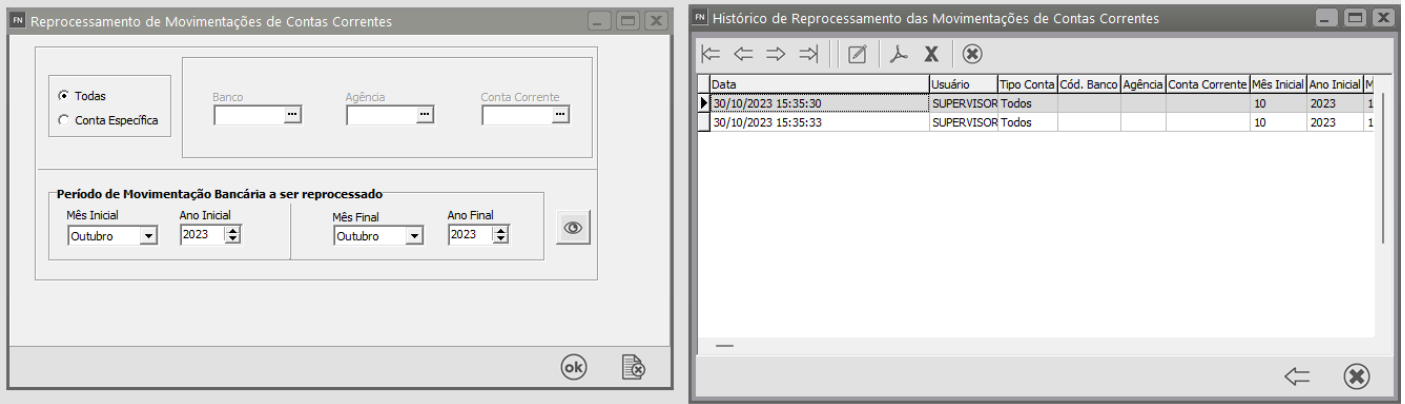 FN Reprocessamento de Movimentações de Contas Correntes
Todas
Conta Específica
Banco Agência Conta Corrente
... ... ...
Período de Movimentação Bancária a ser reprocessado
Mês Inicial Ano Inicial Mês Final Ano Final
Outubro 2023 Outubro 2023
ok
FN Histórico de Reprocessamento das Movimentações de Contas Correntes
X
Data Usuário Tipo Conta Cód. Banco Agência Conta Corrente Mês Inicial Ano Inicial M
30/10/2023 15:35:30 SUPERVISOR Todos 10 2023 1
30/10/2023 15:35:33 SUPERVISOR Todos 10 2023 1